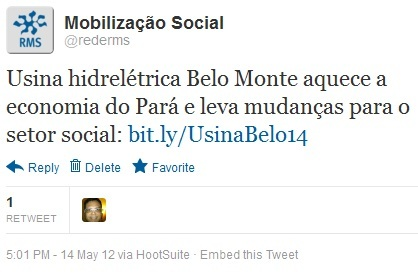 RMS
Mobilização Social
@rederms
Usina hidrelétrica Belo Monte aquece a
economia do Pará e leva mudanças para o
setor social: bit.ly/UsinaBelo14
Reply Delete Favorite
1
RETWEET
5:01 PM - 14 May 12 via HootSuite · Embed this Tweet